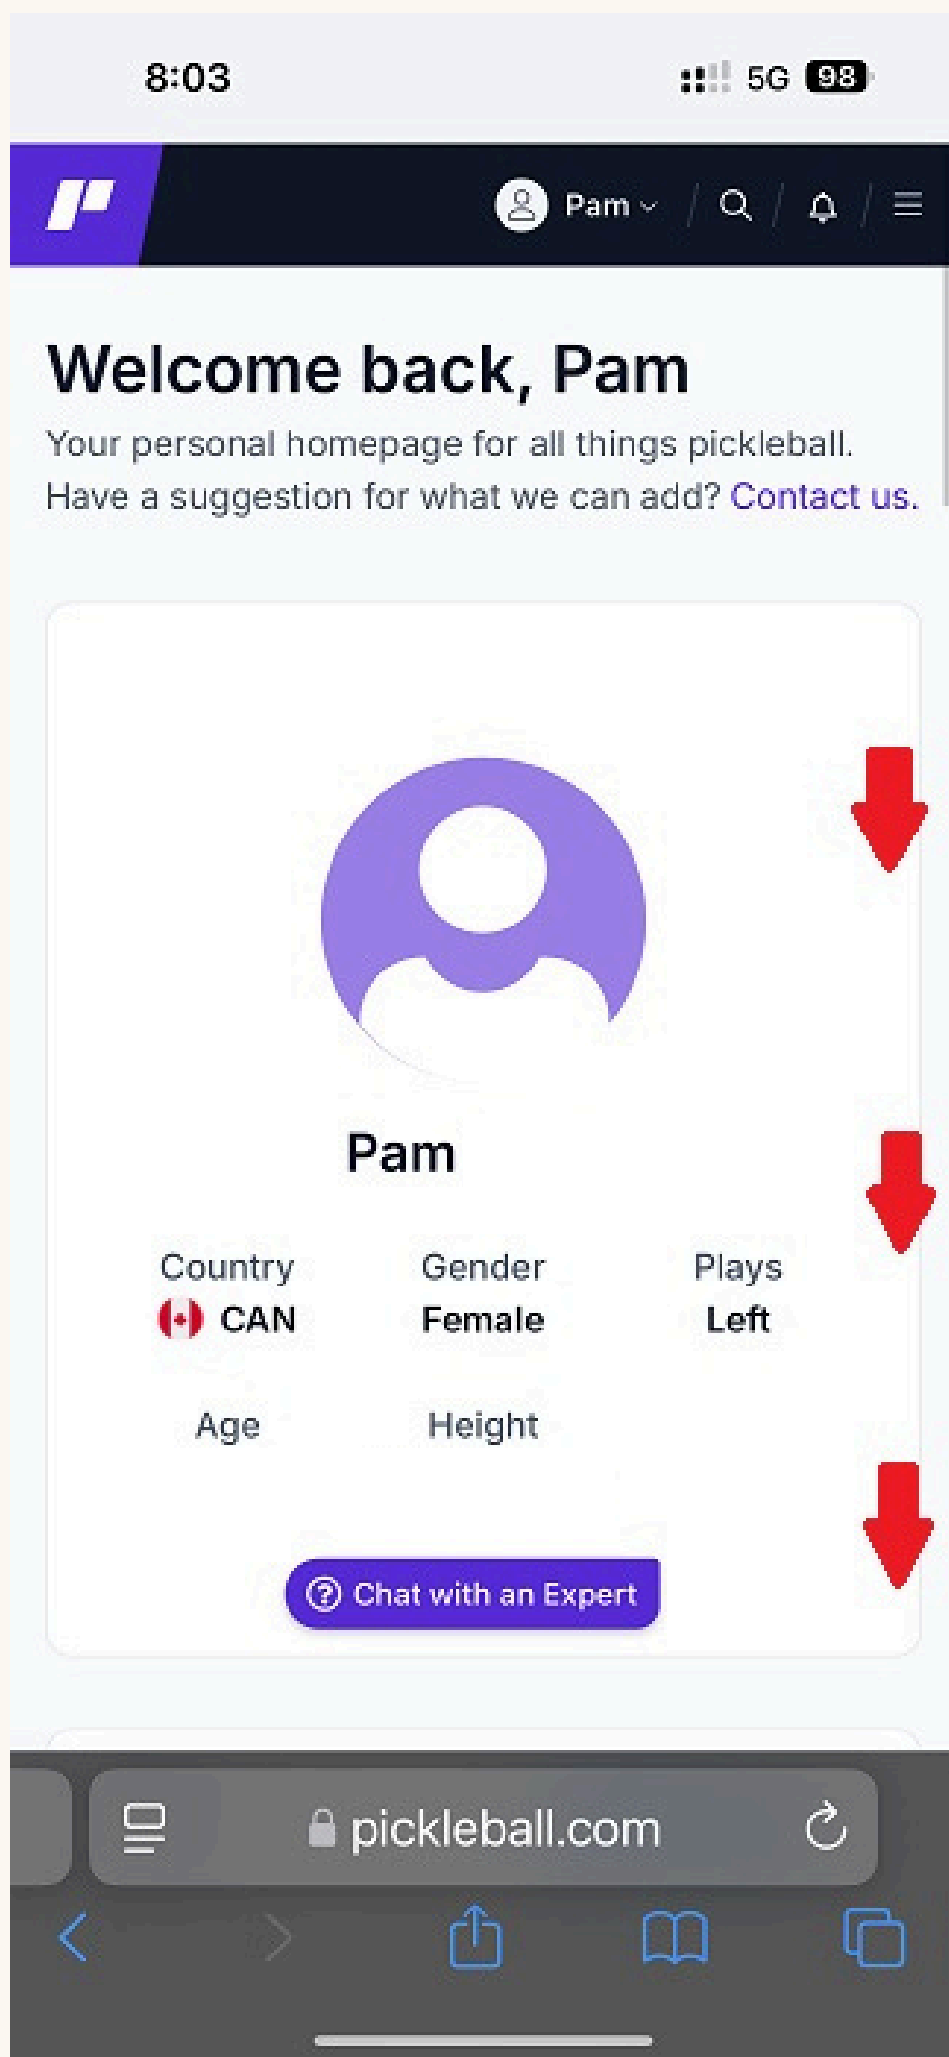 8:03 5G 98
Pam
Welcome back, Pam
Your personal homepage for all things pickleball.
Have a suggestion for what we can add? Contact us.
Pam
Country Gender Plays
CAN Female Left
Age Height
Chat with an Expert
pickleball.com